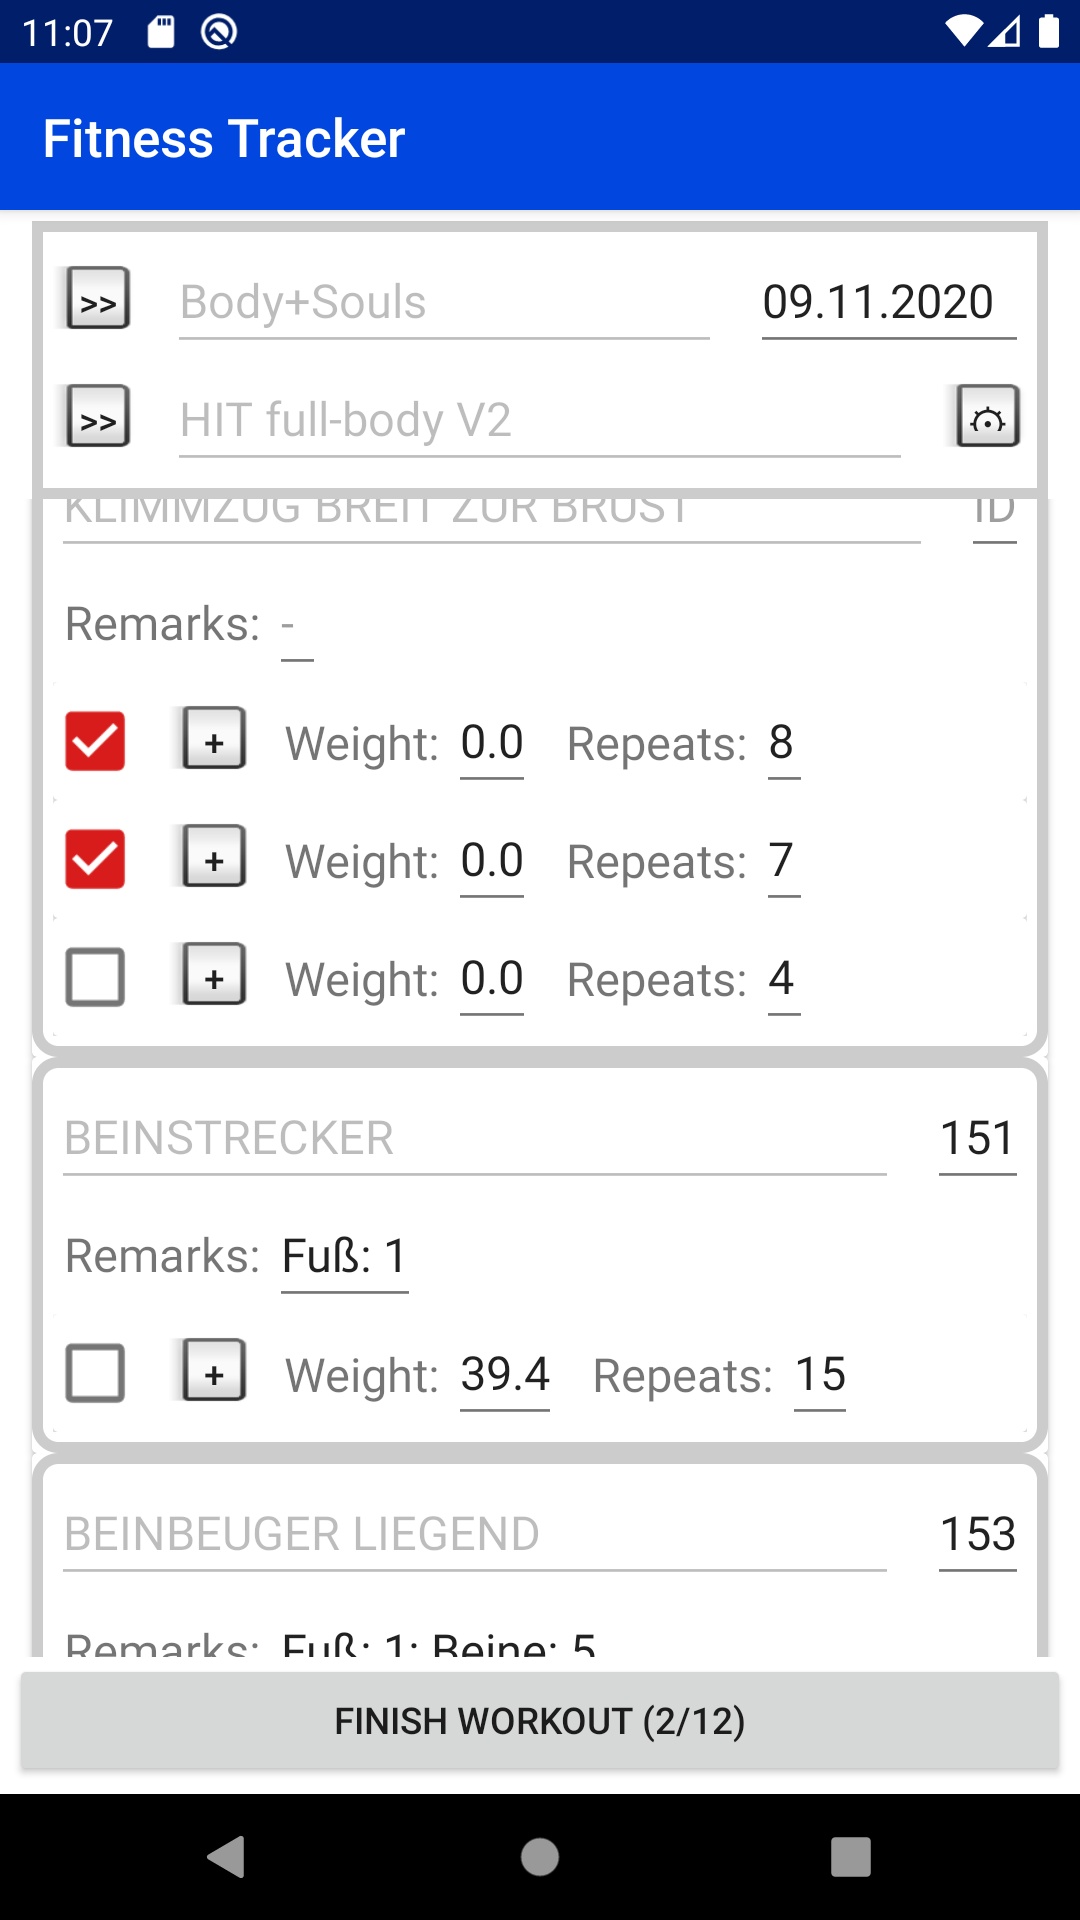 11:07
Fitness Tracker
>> Body+Souls 09.11.2020
>> HIT full-body V2
KLIMMZUG BREIT ZUR BRUST ID
Remarks: -
+ Weight: 0.0 Repeats: 8
+ Weight: 0.0 Repeats: 7
+ Weight: 0.0 Repeats: 4
BEINSTRECKER 151
Remarks: Fuß: 1
+ Weight: 39.4 Repeats: 15
BEINBEUGER LIEGEND 153
Remarks: Fuß: 1; Beine: 5
FINISH WORKOUT (2/12)